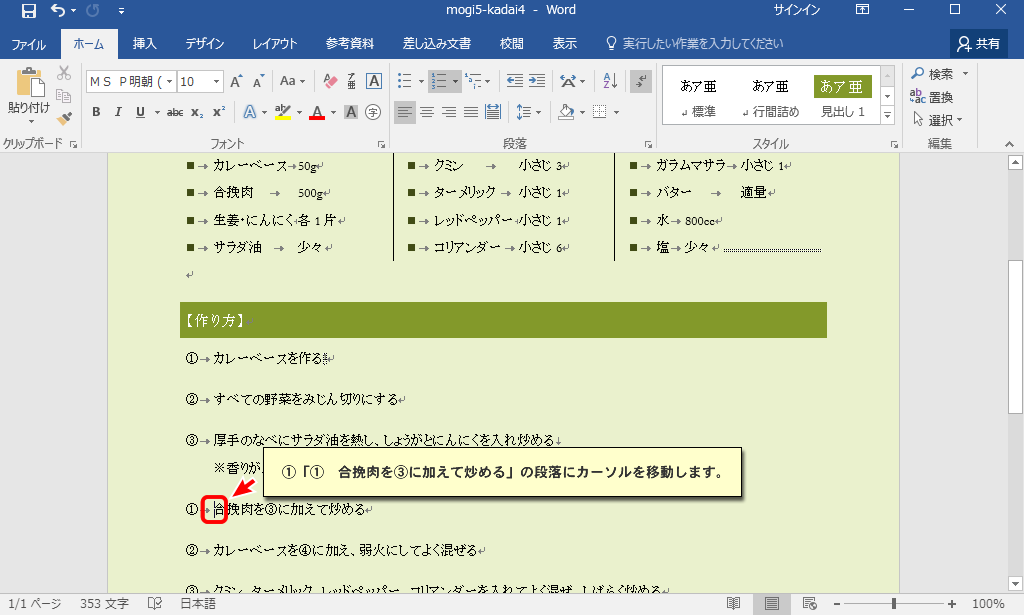 mogi5-kadai4 - Word
サインイン
ファイル ホーム 挿入 デザイン レイアウト 参考資料 差し込み文書 校閲 表示 実行したい作業を入力してください 共有
貼り付け
ＭＳ Ｐ明朝 ( 10 A A Aa
B I U abc x₂ x² A A A A 字
あア亜 あア亜 あア亜
標準 行間詰め 見出し 1
検索
置換
選択
クリップボード フォント 段落 スタイル 編集
カレーベース 50g クミン 小さじ 3 ガラムマサラ 小さじ 1
合挽肉 500g ターメリック 小さじ 1 バター 適量
生姜・にんにく 各 1 片 レッドペッパー 小さじ 1 水 800cc
サラダ油 少々 コリアンダー 小さじ 6 塩 少々
【作り方】
① カレーベースを作る
② すべての野菜をみじん切りにする
③ 厚手のなべにサラダ油を熱し、しょうがとにんにくを入れ炒める
※香りが
①「①　合挽肉を③に加えて炒める」の段落にカーソルを移動します。
① 合挽肉を③に加えて炒める
② カレーベースを④に加え、弱火にしてよく混ぜる
③ クミン、ターメリック、レッドペッパー、コリアンダーを入れてよく混ぜ、しばらく炒める
1/1 ページ 353 文字 日本語 100%